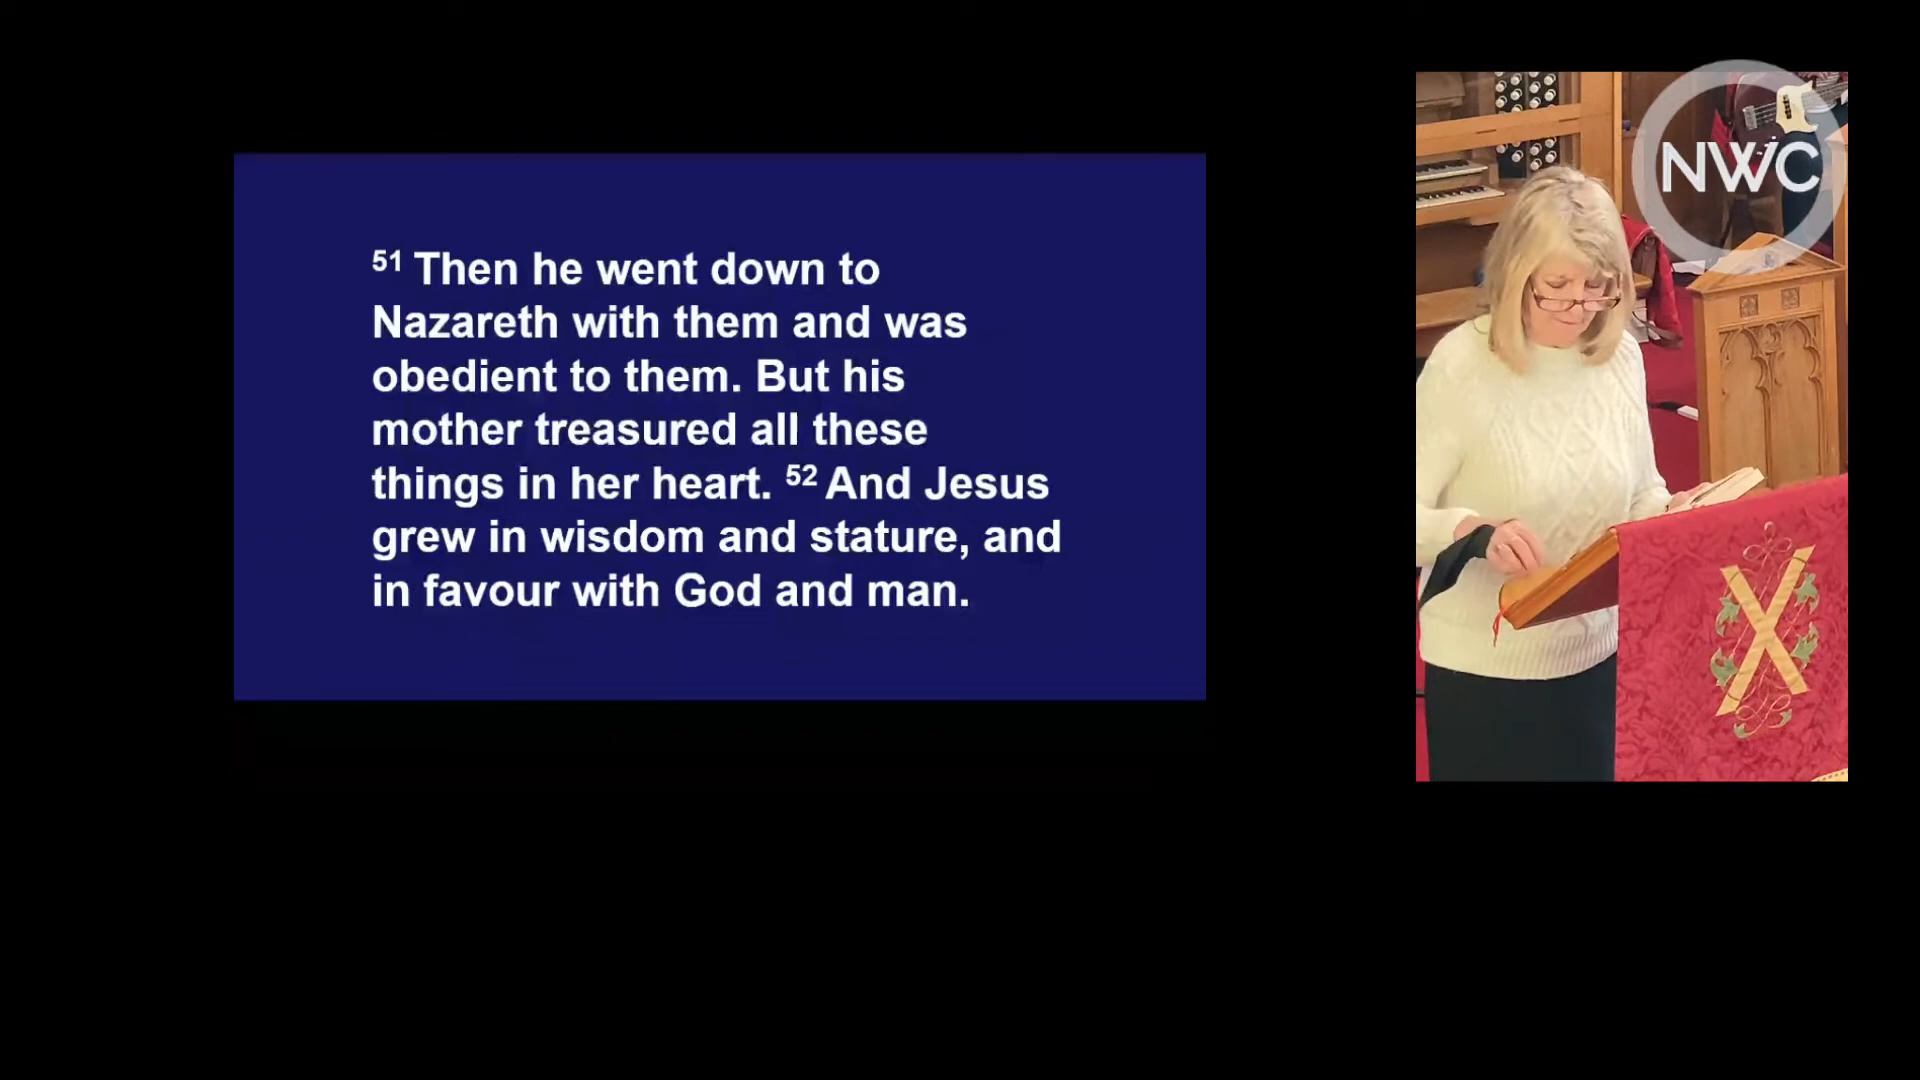 51 Then he went down to
Nazareth with them and was
obedient to them. But his
mother treasured all these
things in her heart. 52 And Jesus
grew in wisdom and stature, and
in favour with God and man.
NWC